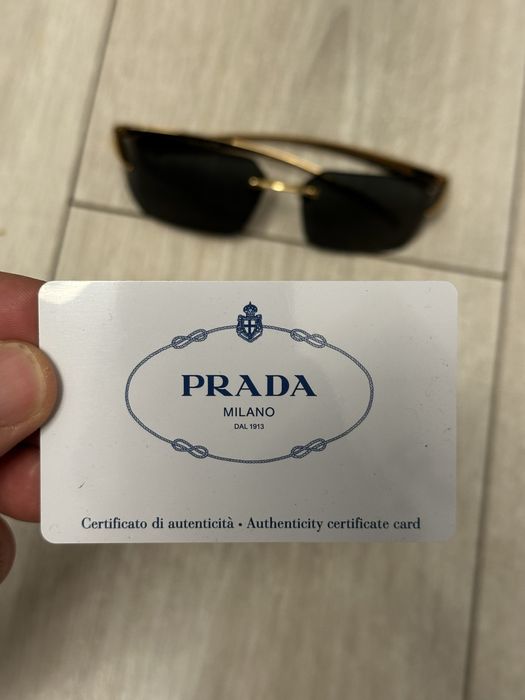 PRADA
MILANO
DAL 1913
Certificato di autenticità • Authenticity certificate card